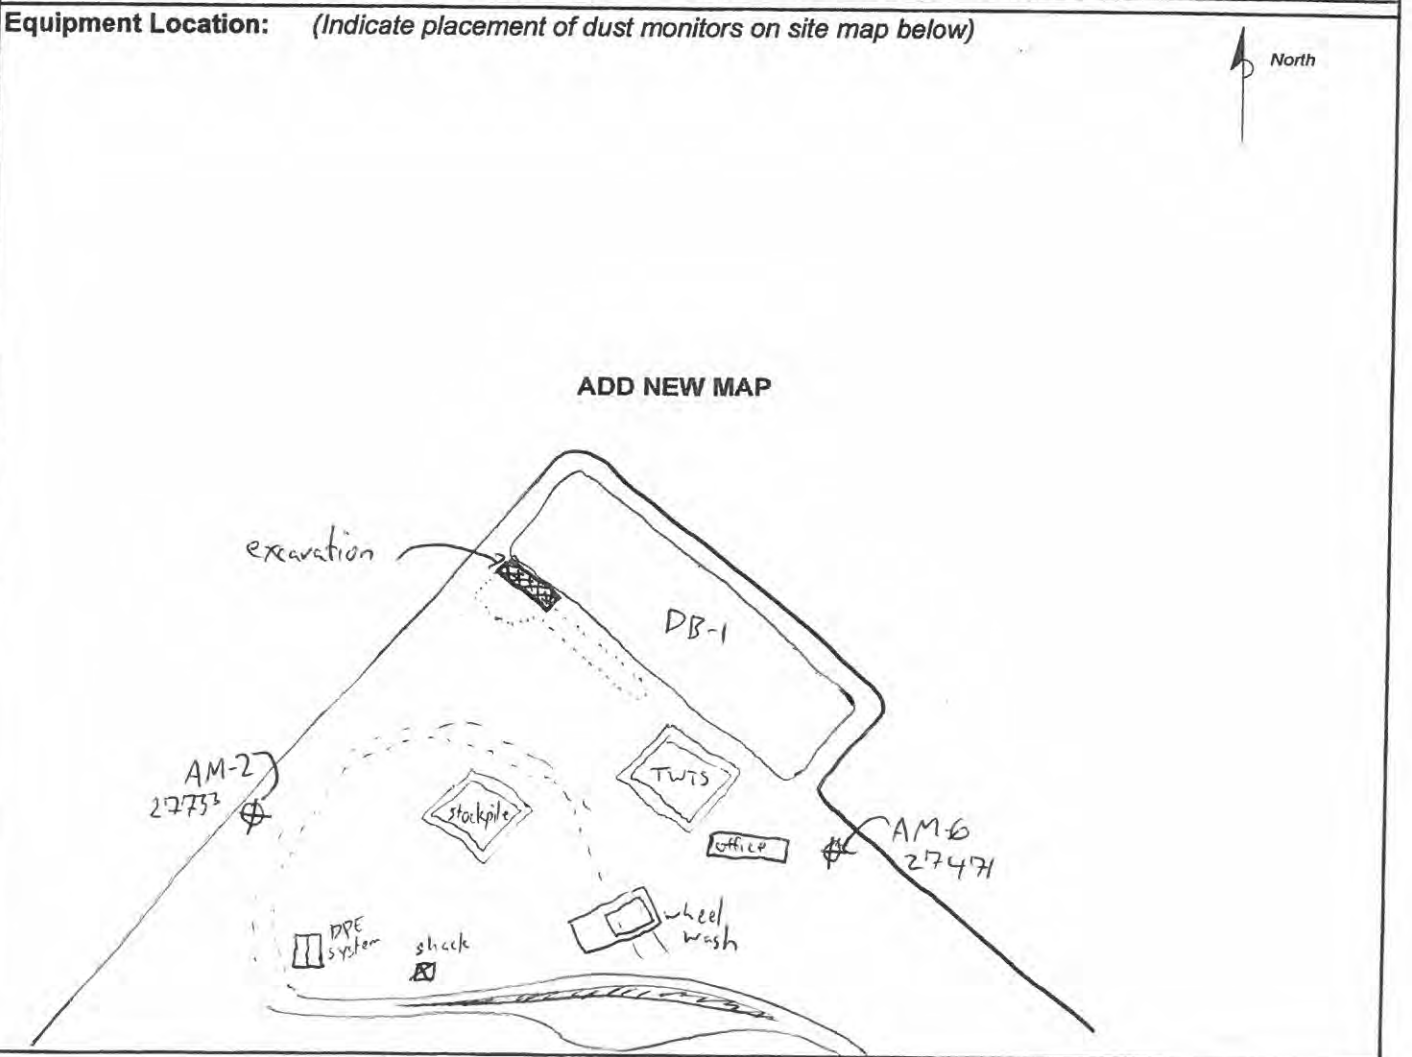 Equipment Location: (Indicate placement of dust monitors on site map below)
North
ADD NEW MAP
excavation
DB-1
AM-2
27733
TWTS
stockpile
office
AM-6
27471
DPE
system
shack
wheel
wash